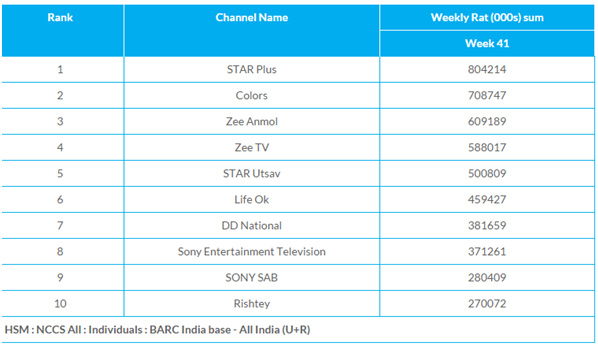 Rank Channel Name Weekly Rat (000s) sum
Week 41
1 STAR Plus 804214
2 Colors 708747
3 Zee Anmol 609189
4 Zee TV 588017
5 STAR Utsav 500809
6 Life Ok 459427
7 DD National 381659
8 Sony Entertainment Television 371261
9 SONY SAB 280409
10 Rishtey 270072
HSM : NCCS All : Individuals : BARC India base - All India (U+R)